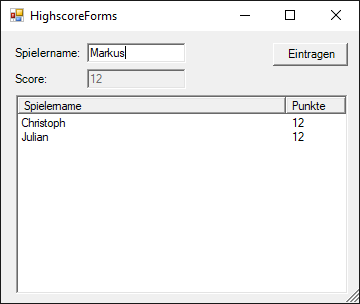 HighscoreForms
Spielername: Markus Eintragen
Score: 12
Spielername Punkte
Christoph 12
Julian 12